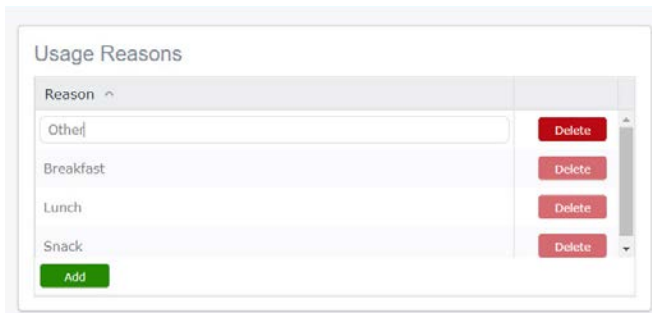 Usage Reasons
Reason
Other Delete
Breakfast Delete
Lunch Delete
Snack Delete
Add